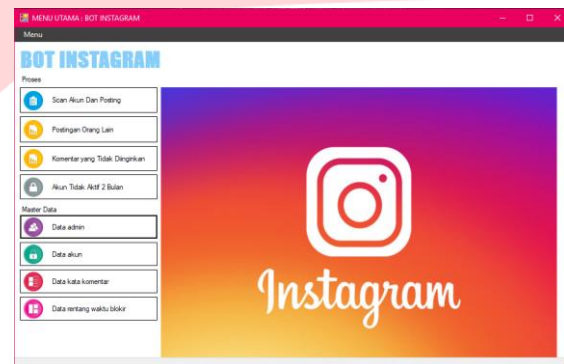 MENU UTAMA : BOT INSTAGRAM
Menu
BOT INSTAGRAM
Proses
Scan Akun Dan Posting
Postingan Orang Lain
Komentar yang Tidak Diinginkan
Akun Tidak Aktif 2 Bulan
Master Data
Data admin
Data akun
Data kata komentar
Data rentang waktu blokir
Instagram